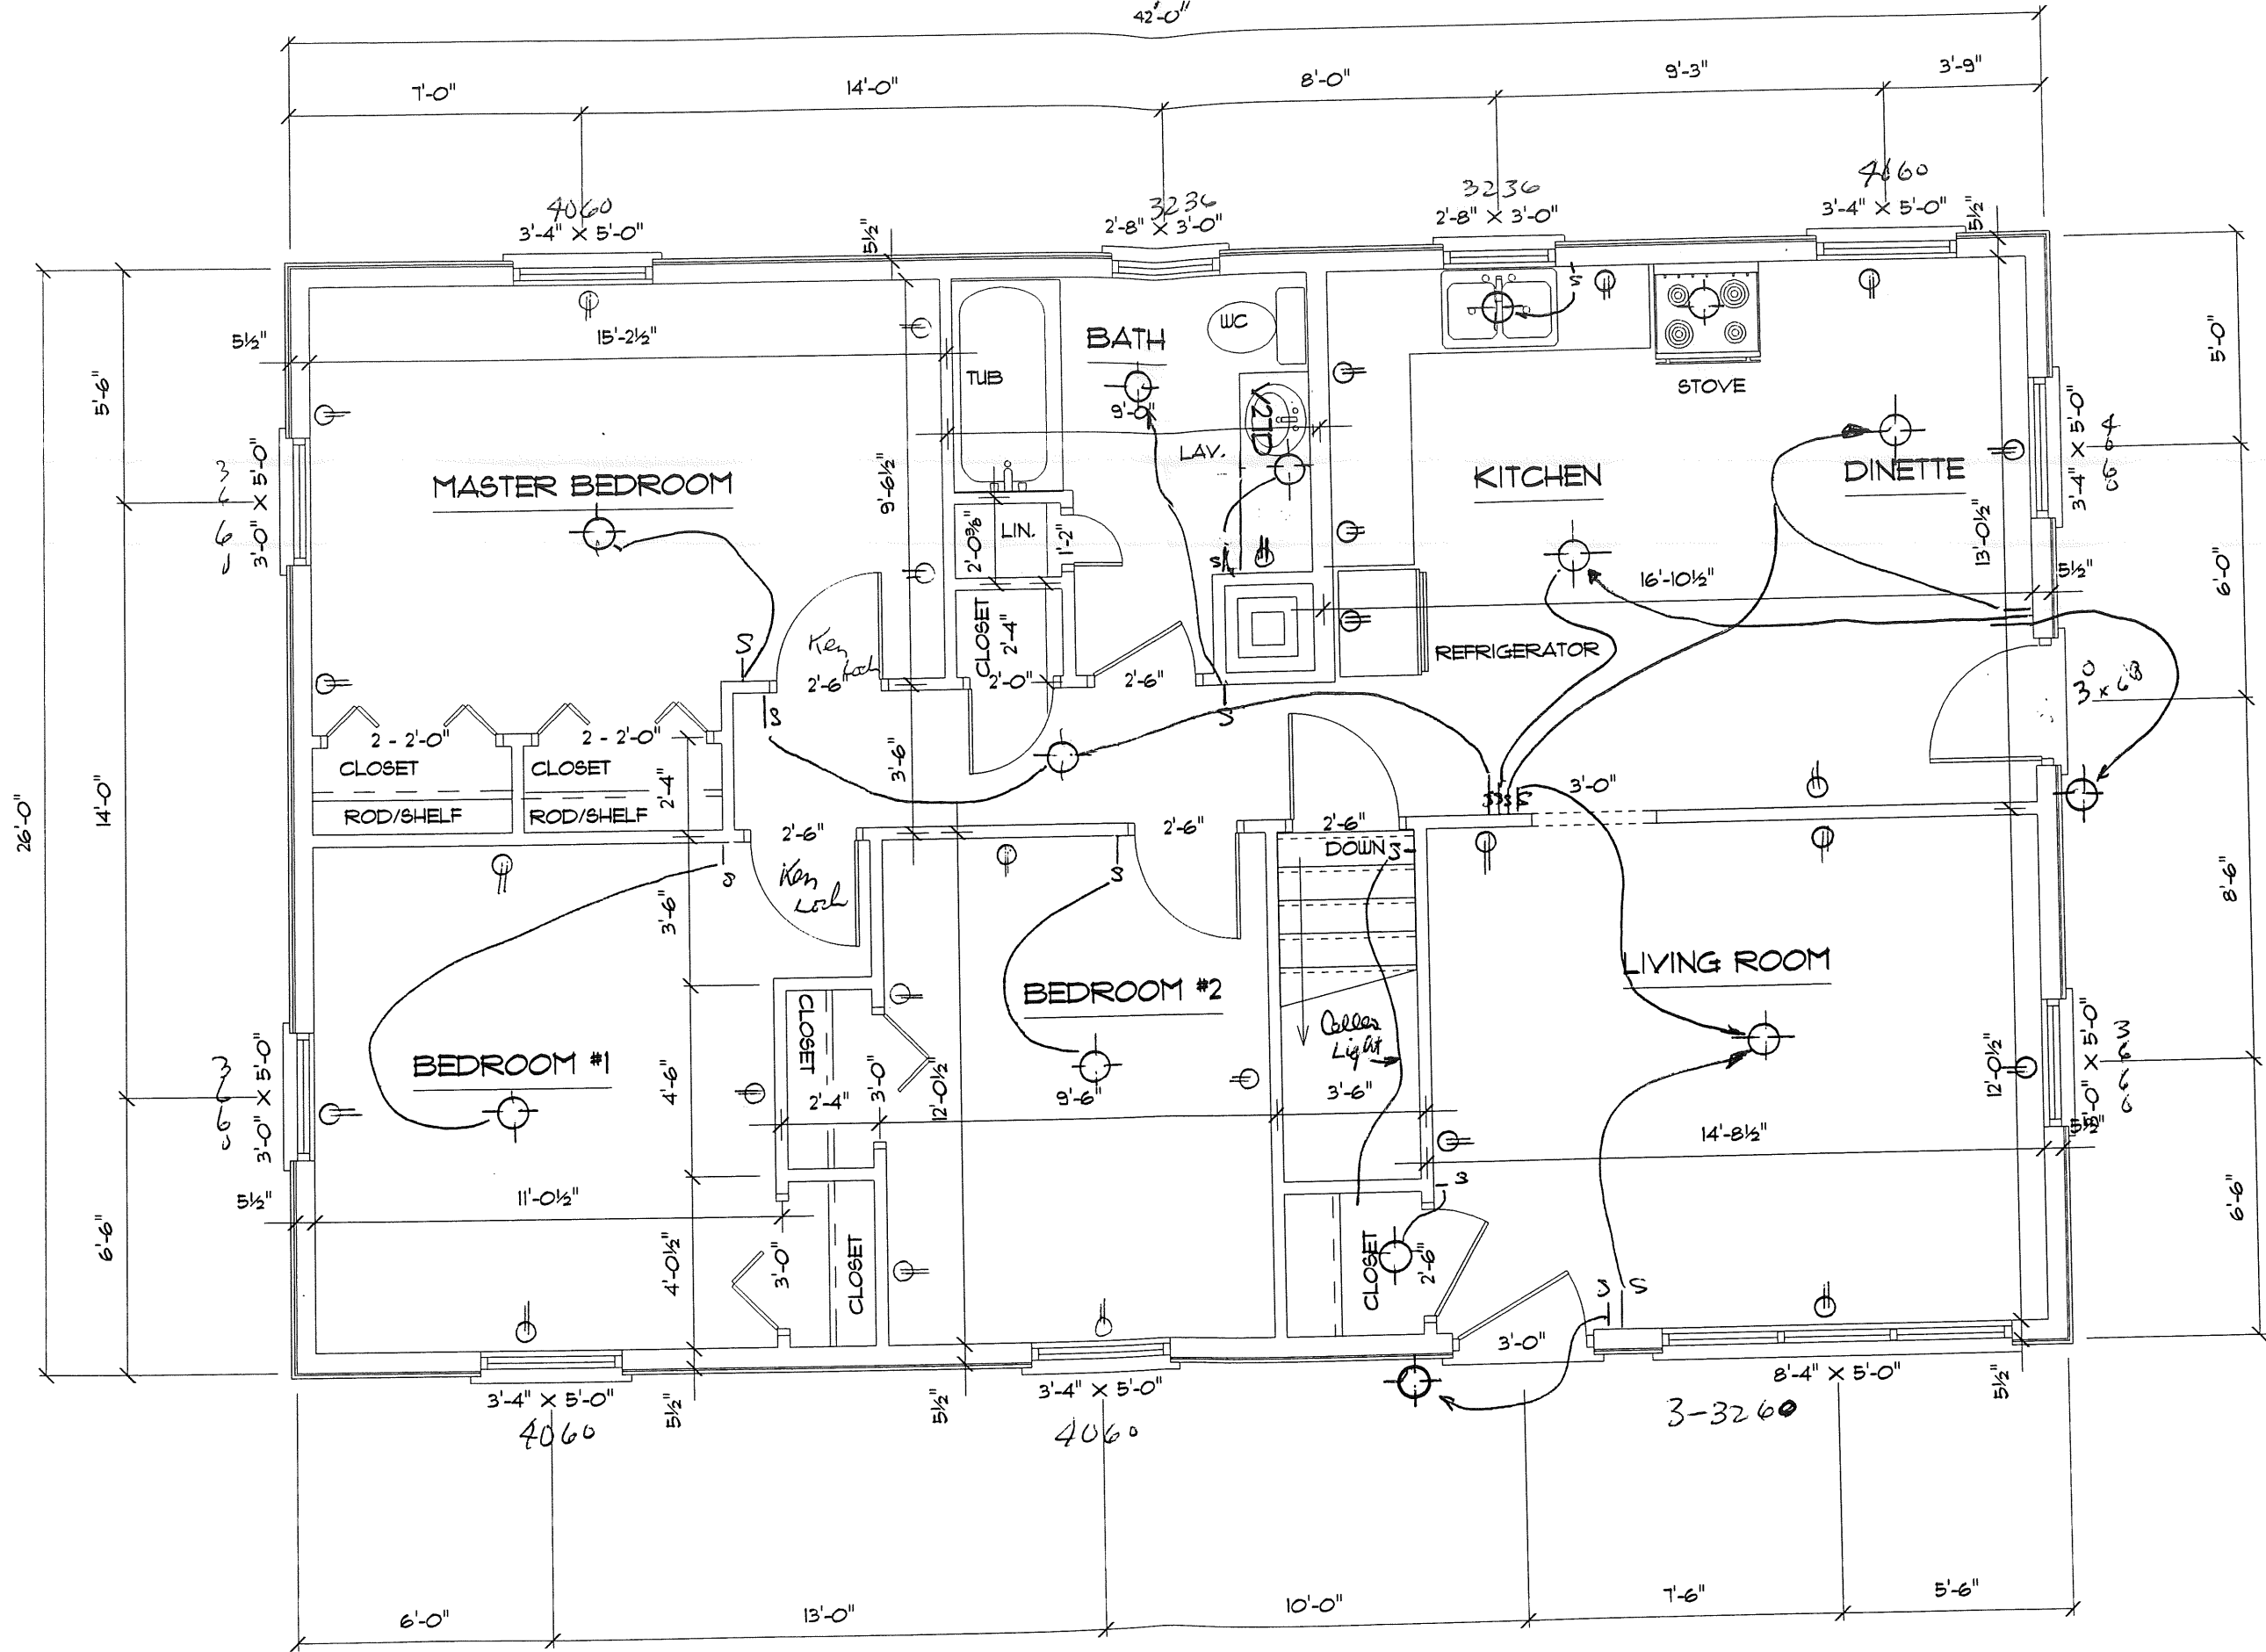 42'-0"
7'-0"
14'-0"
8'-0"
9'-3"
3'-9"
4060
3'-4" X 5'-0"
5½"
3236
2'-8" X 3'-0"
3236
2'-8" X 3'-0"
4060
3'-4" X 5'-0"
5½"
5½"
15'-2½"
BATH
WC
S
TUB
STOVE
5'-0"
5'-6"
9'-0"
LAV.
MASTER BEDROOM
9'-6½"
KITCHEN
DINETTE
3'-4" X 5'-0"
4060
3'-0" X 5'-0"
2'-0⅜"
LIN.
1'-2"
S
13'-0½"
16'-10½"
5½"
6'-0"
CLOSET
2'-4"
REFRIGERATOR
Ken
Loch
S
2'-6"
2'-0"
2'-6"
3⁰ x 6⁸
S
S
2 - 2'-0"
2 - 2'-0"
CLOSET
CLOSET
2'-4"
3'-6"
3'-0"
26'-0"
14'-0"
ROD/SHELF
ROD/SHELF
S S S S
2'-6"
2'-6"
2'-6"
DOWN
S
S
S
Ken
Loch
3'-6"
8'-6"
LIVING ROOM
BEDROOM #2
CLOSET
Light
BEDROOM #1
3'-0" X 5'-0"
4'-6"
2'-4"
3'-0"
12'-0½"
9'-6"
3'-6"
12'-0½"
14'-8½"
5½"
5½"
11'-0½"
S
6'-6"
6'-6"
4'-0½"
3'-0"
CLOSET
CLOSET
2'-6"
S S
3'-0"
3'-4" X 5'-0"
4060
5½"
5½"
3'-4" X 5'-0"
4060
8'-4" X 5'-0"
3-3260
5½"
6'-0"
13'-0"
10'-0"
7'-6"
5'-6"